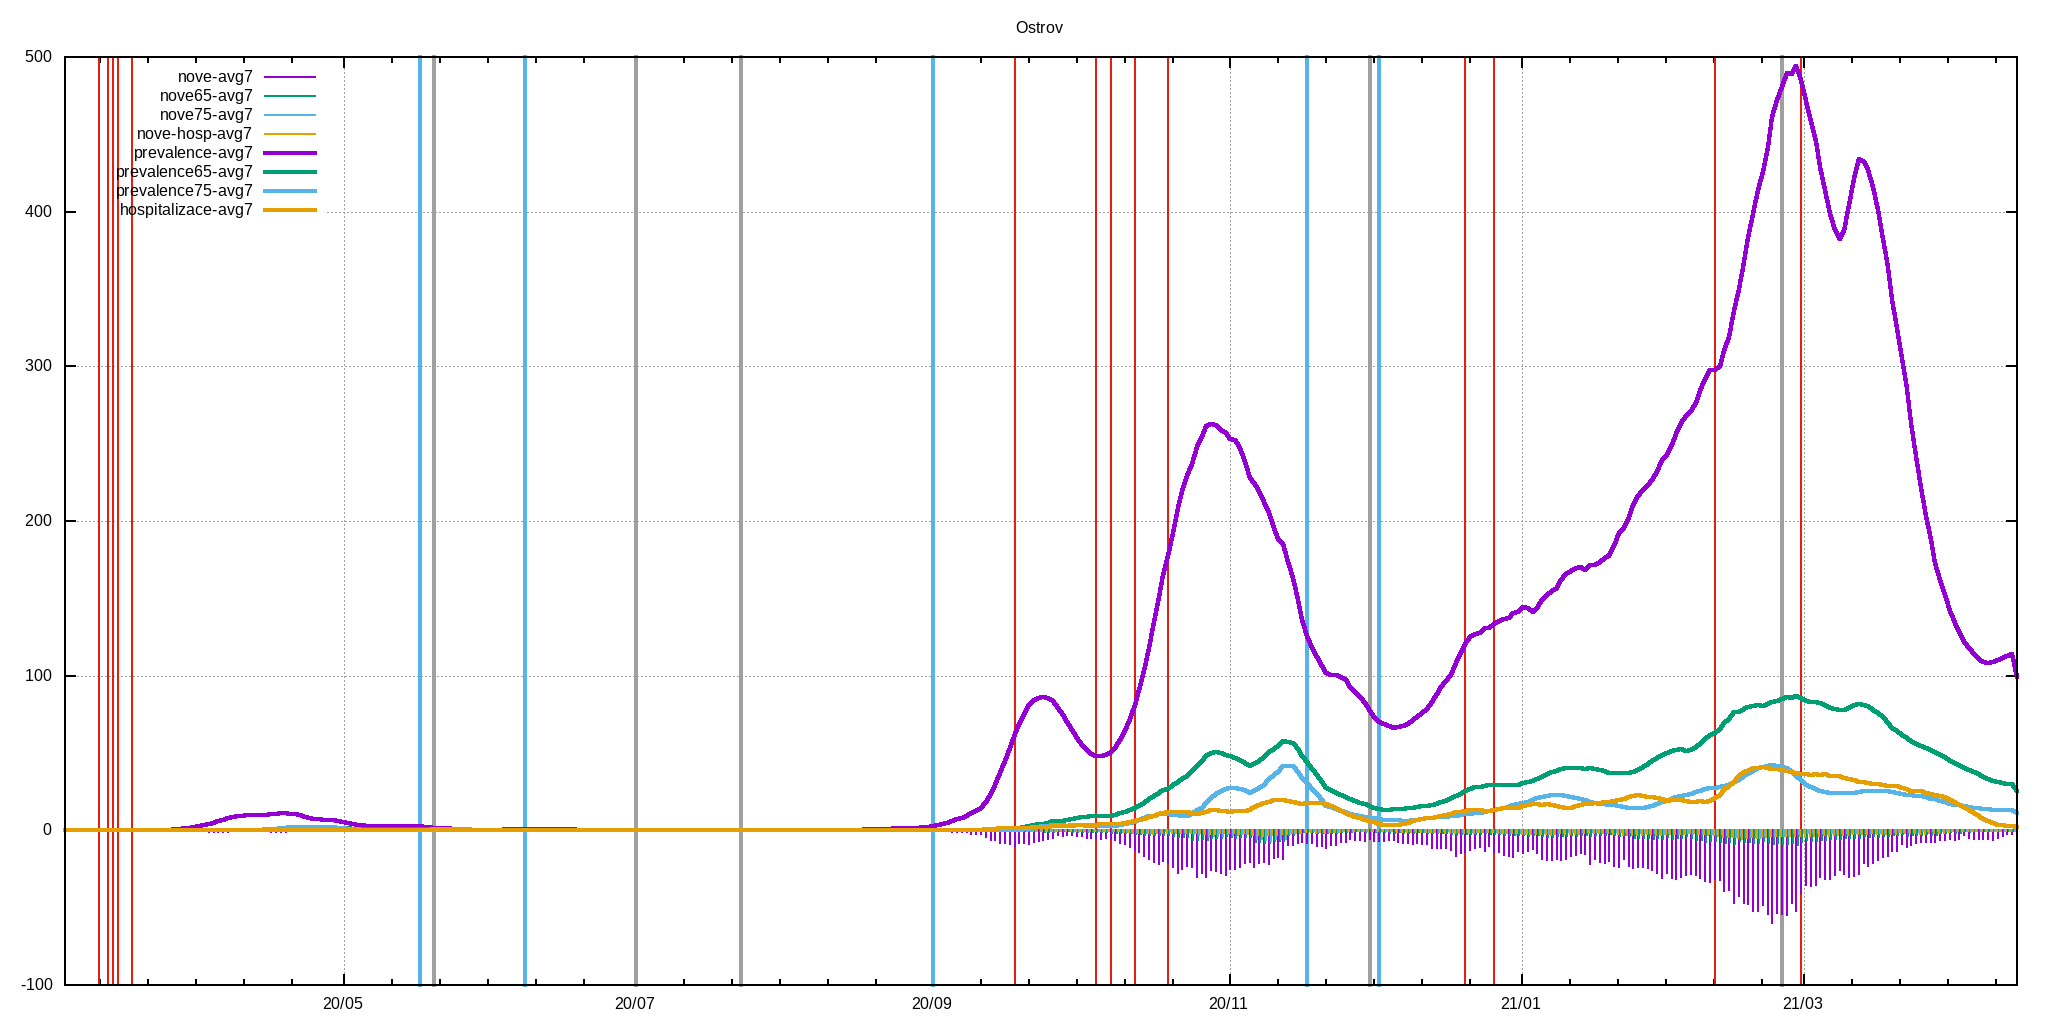 Ostrov
500
nove-avg7
nove65-avg7
nove75-avg7
nove-hosp-avg7
prevalence-avg7
prevalence65-avg7
prevalence75-avg7
hospitalizace-avg7
400
300
200
100
0
-100
20/05 20/07 20/09 20/11 21/01 21/03